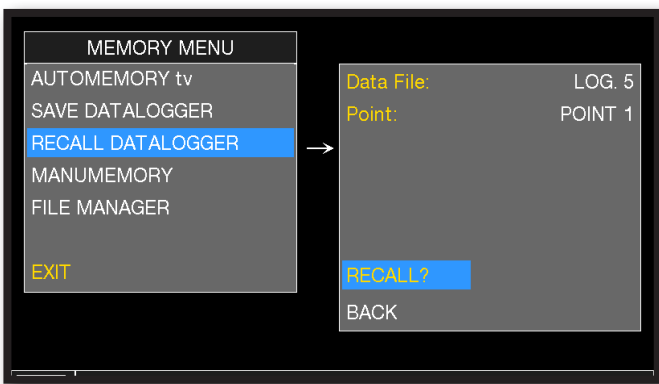 MEMORY MENU
AUTOMEMORY tv
SAVE DATALOGGER
RECALL DATALOGGER
MANUMEMORY
FILE MANAGER
EXIT
Data File: LOG. 5
Point: POINT 1
RECALL?
BACK